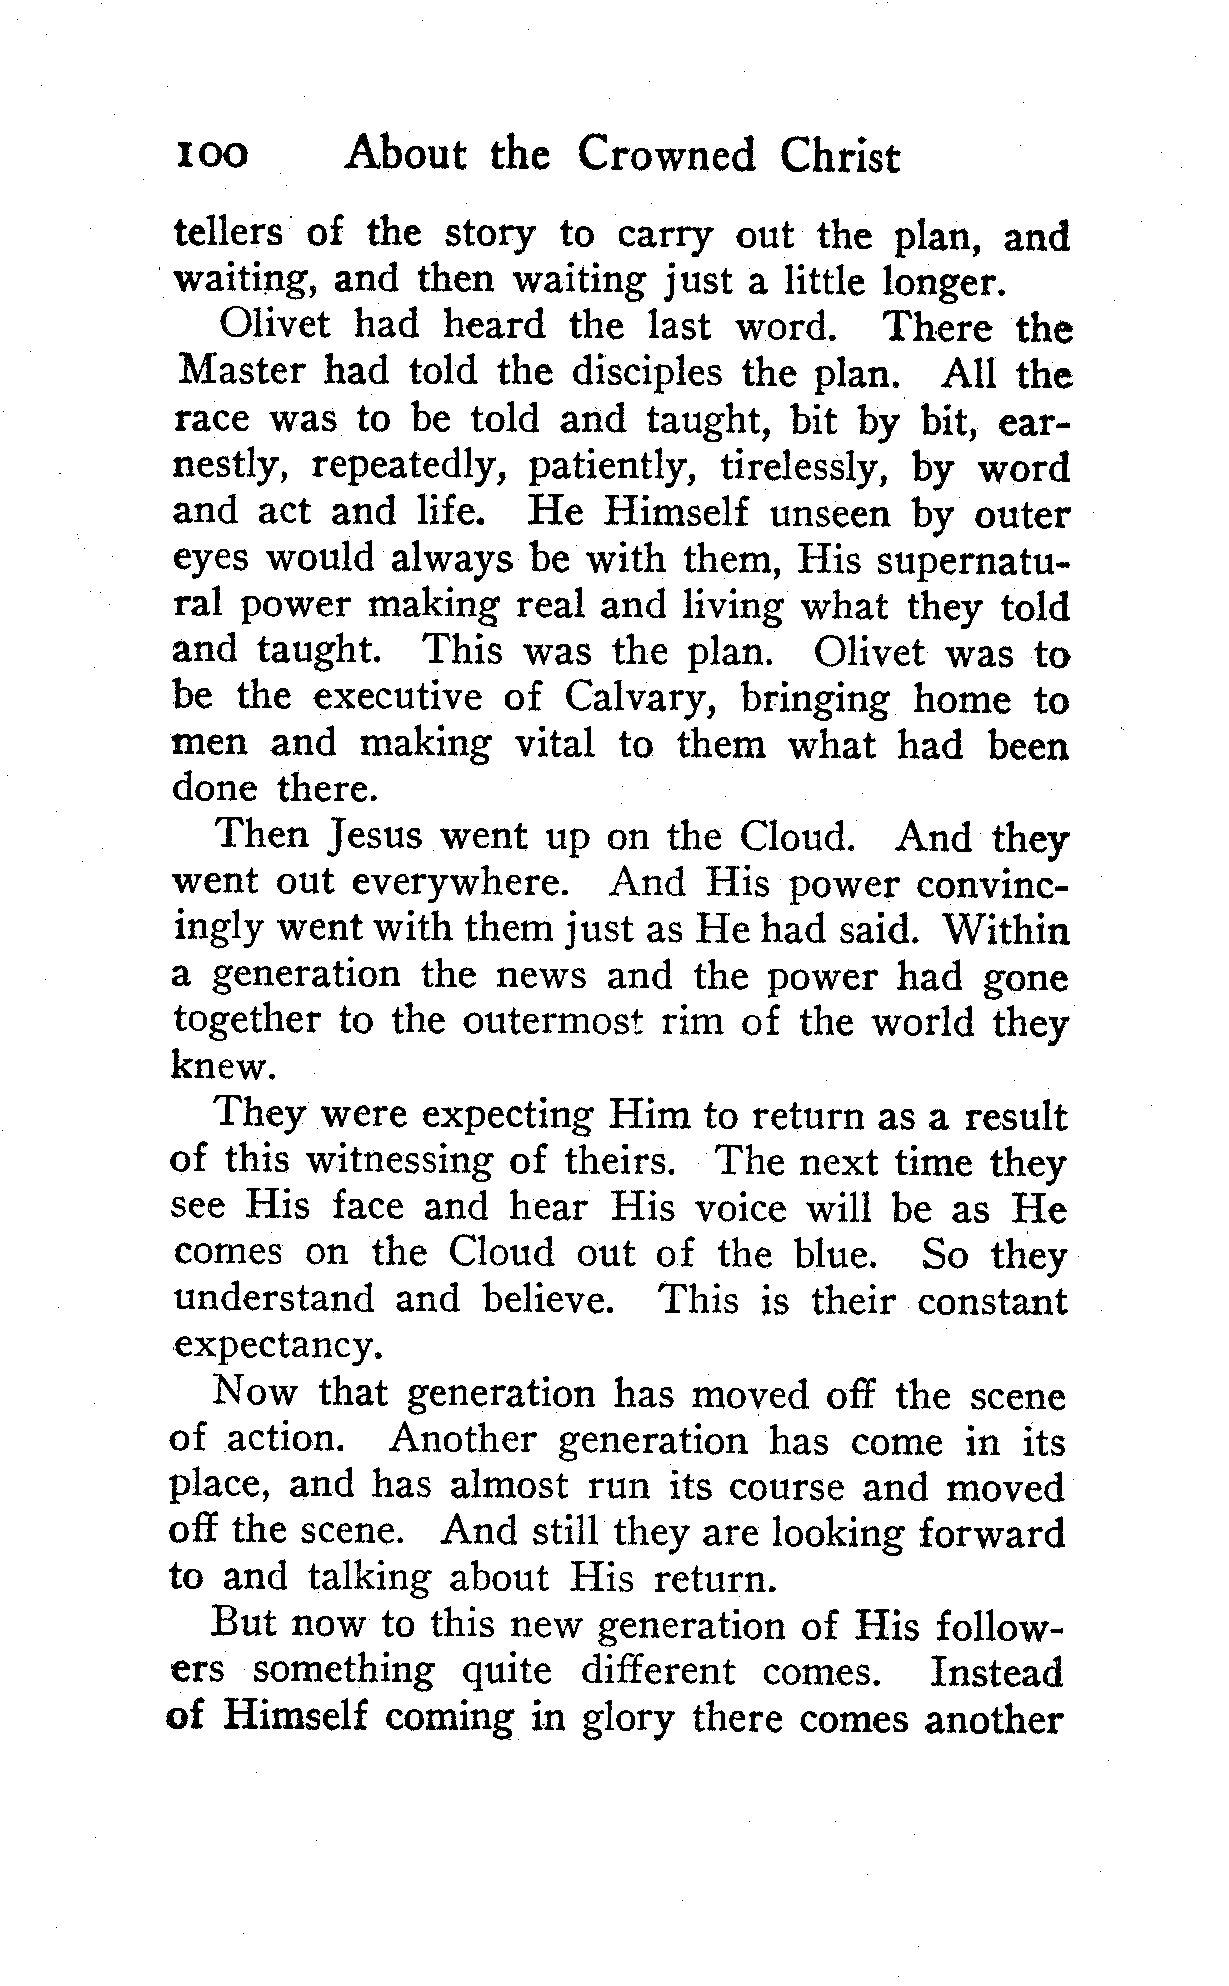 100 About the Crowned Christ
tellers of the story to carry out the plan, and
waiting, and then waiting just a little longer.
Olivet had heard the last word. There the
Master had told the disciples the plan. All the
race was to be told and taught, bit by bit, ear-
nestly, repeatedly, patiently, tirelessly, by word
and act and life. He Himself unseen by outer
eyes would always be with them, His supernatu-
ral power making real and living what they told
and taught. This was the plan. Olivet was to
be the executive of Calvary, bringing home to
men and making vital to them what had been
done there.
Then Jesus went up on the Cloud. And they
went out everywhere. And His power convinc-
ingly went with them just as He had said. Within
a generation the news and the power had gone
together to the outermost rim of the world they
knew.
They were expecting Him to return as a result
of this witnessing of theirs. The next time they
see His face and hear His voice will be as He
comes on the Cloud out of the blue. So they
understand and believe. This is their constant
expectancy.
Now that generation has moved off the scene
of action. Another generation has come in its
place, and has almost run its course and moved
off the scene. And still they are looking forward
to and talking about His return.
But now to this new generation of His follow-
ers something quite different comes. Instead
of Himself coming in glory there comes another